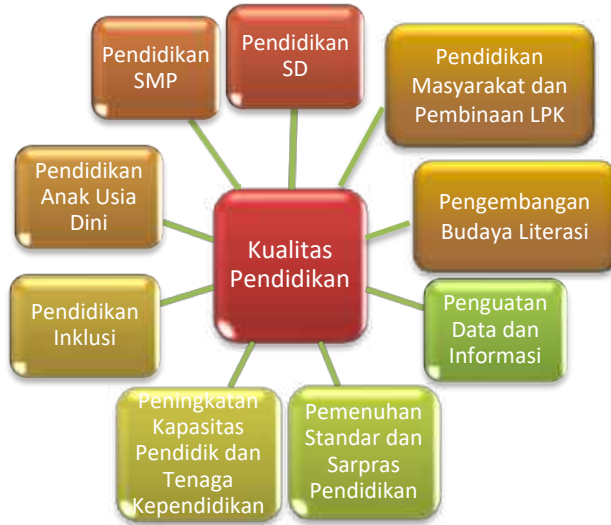 Pendidikan
SMP
Pendidikan
SD
Pendidikan
Masyarakat dan
Pembinaan LPK
Pendidikan
Anak Usia
Dini
Kualitas
Pendidikan
Pengembangan
Budaya Literasi
Pendidikan
Inklusi
Penguatan
Data dan
Informasi
Peningkatan
Kapasitas
Pendidik dan
Tenaga
Kependidikan
Pemenuhan
Standar dan
Sarpras
Pendidikan